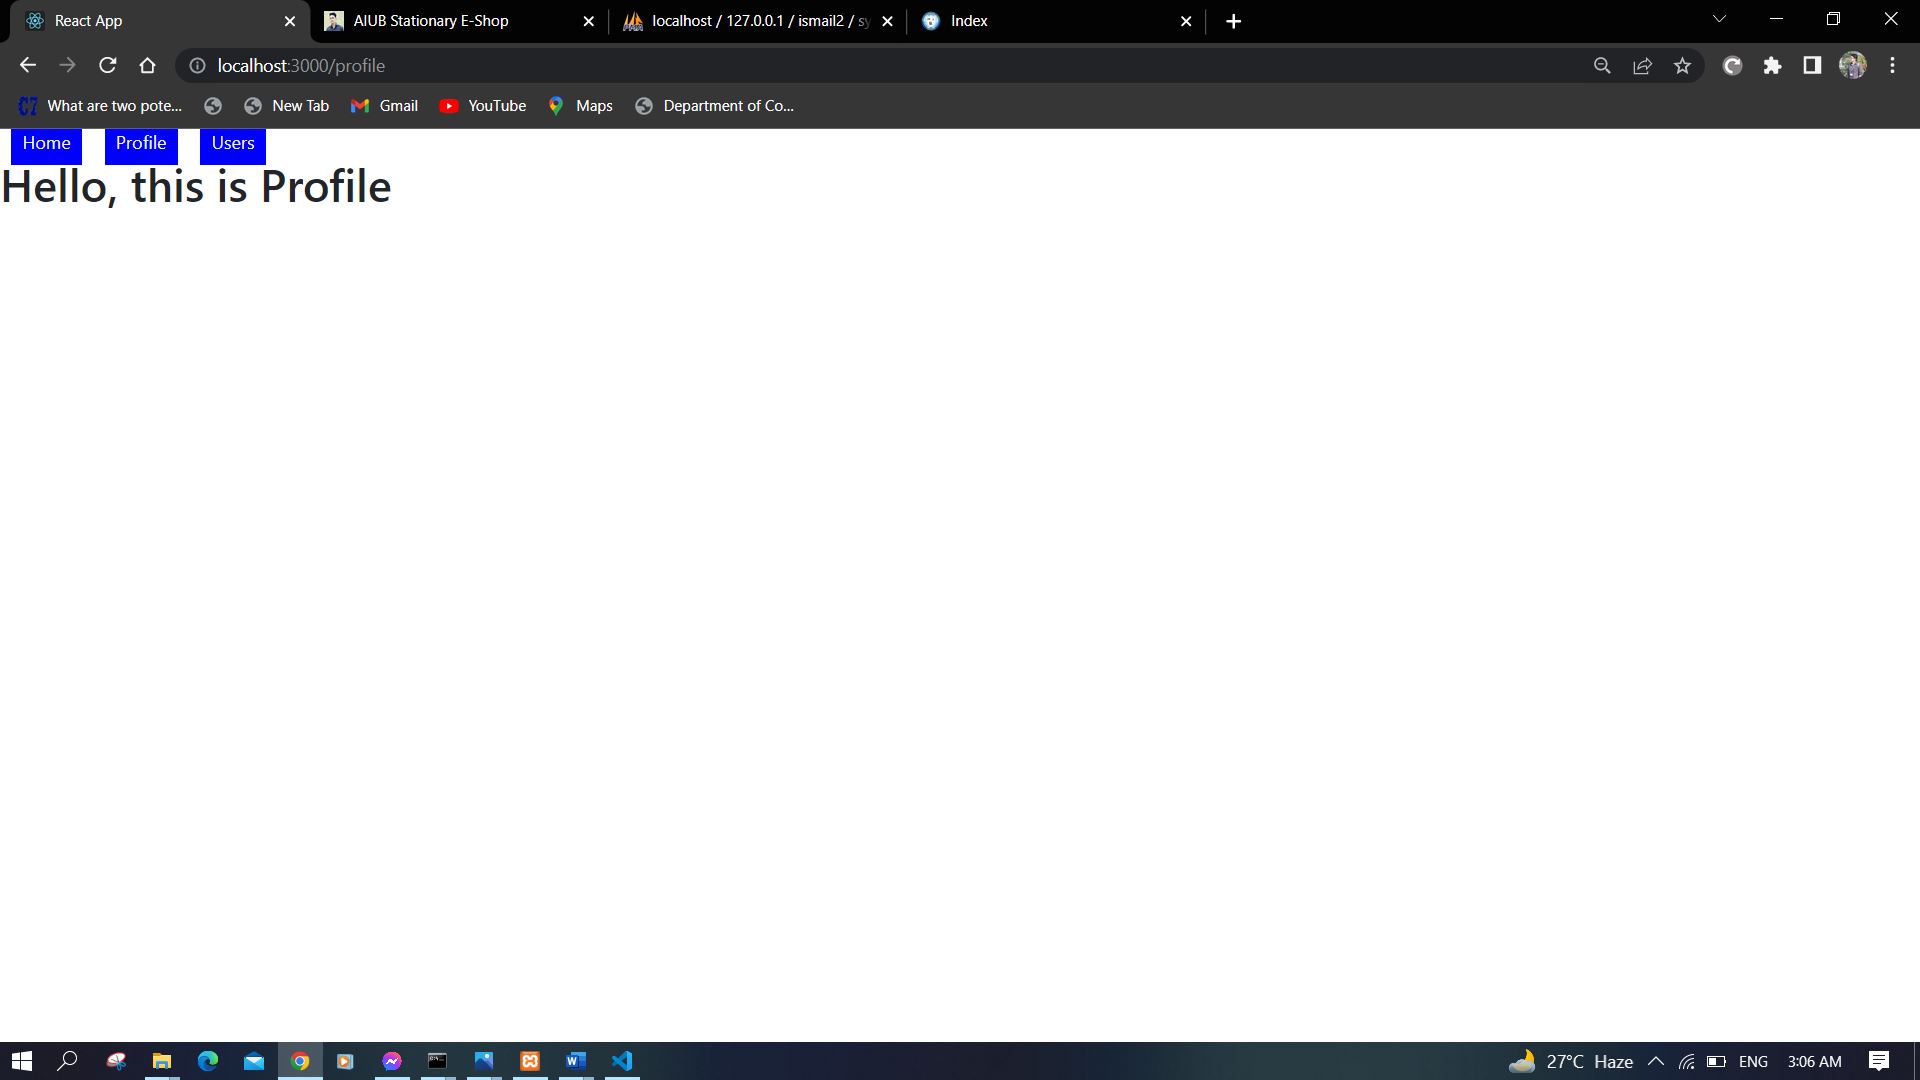 React App
AIUB Stationary E-Shop
localhost / 127.0.0.1 / ismail2 / sy
Index
localhost:3000/profile
What are two pote...
New Tab
Gmail
YouTube
Maps
Department of Co...
Home
Profile
Users
Hello, this is Profile
27°C Haze
ENG
3:06 AM